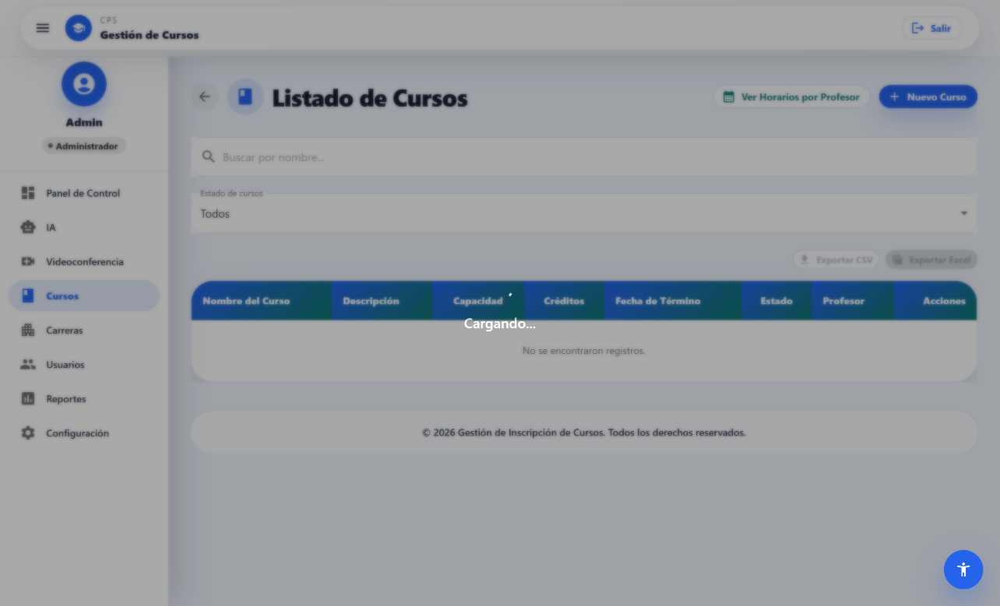 CPS
Gestión de Cursos
Salir
Admin
Administrador
Panel de Control
IA
Videoconferencia
Cursos
Carreras
Usuarios
Reportes
Configuración
Listado de Cursos
Ver Horarios por Profesor
Nuevo Curso
Buscar por nombre...
Estado de cursos
Todos
Exportar CSV
Exportar Excel
Nombre del Curso Descripción Capacidad Créditos Fecha de Término Estado Profesor Acciones
Cargando...
No se encontraron registros.
© 2026 Gestión de Inscripción de Cursos. Todos los derechos reservados.